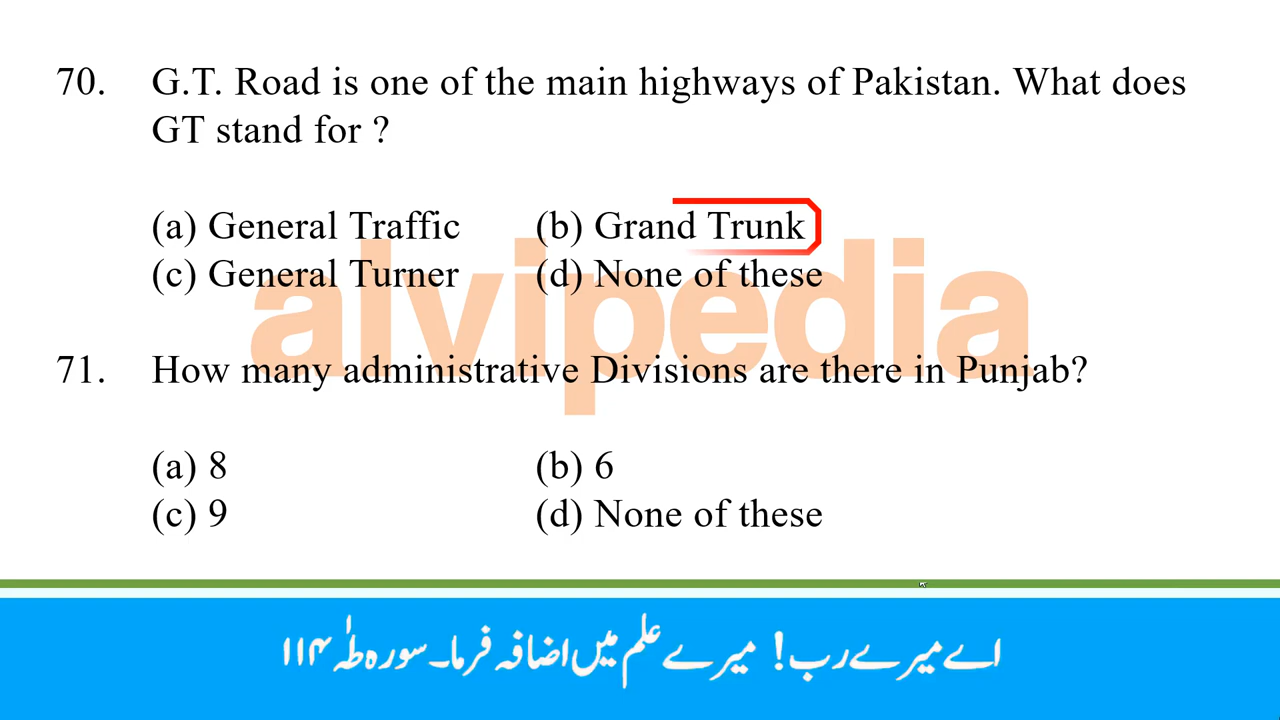 70. G.T. Road is one of the main highways of Pakistan. What does
GT stand for ?
(a) General Traffic (b) Grand Trunk
(c) General Turner (d) None of these
alvipedia
71. How many administrative Divisions are there in Punjab?
(a) 8 (b) 6
(c) 9 (d) None of these
اے میرے رب! میرے علم میں اضافہ فرما۔ سورہ طہٰ ۱۱۴